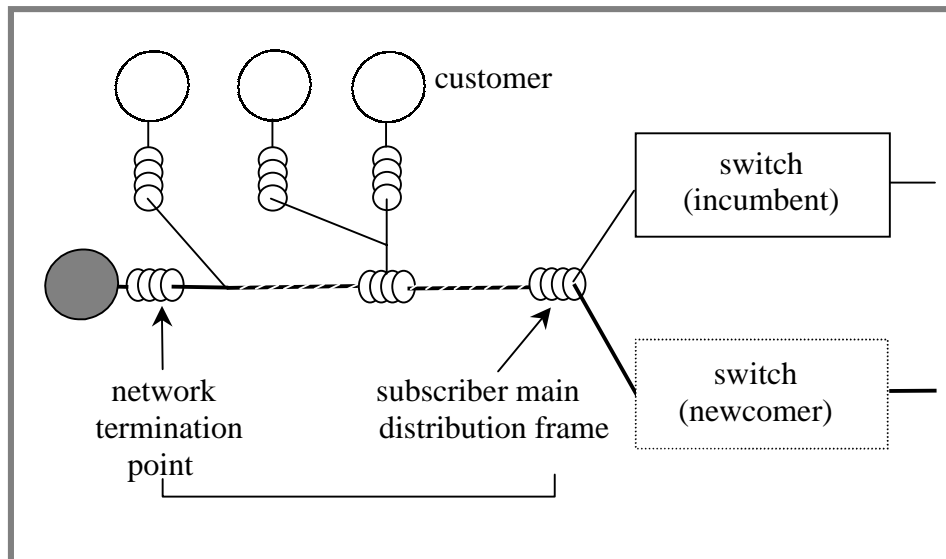 customer
switch
(incumbent)
network
termination
point
subscriber main
distribution frame
switch
(newcomer)